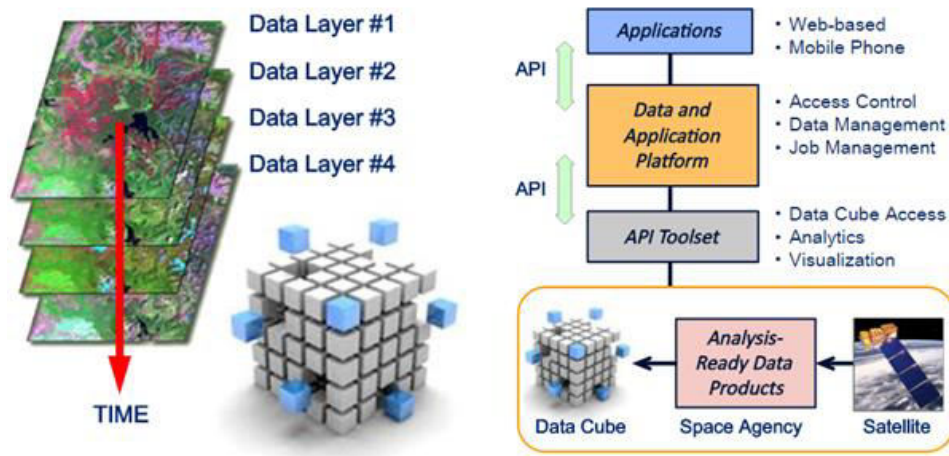 Data Layer #1
Data Layer #2
Data Layer #3
Data Layer #4
TIME
Applications
• Web-based
• Mobile Phone
API
Data and
Application
Platform
• Access Control
• Data Management
• Job Management
API
API Toolset
• Data Cube Access
• Analytics
• Visualization
Analysis-
Ready Data
Products
Data Cube
Space Agency
Satellite